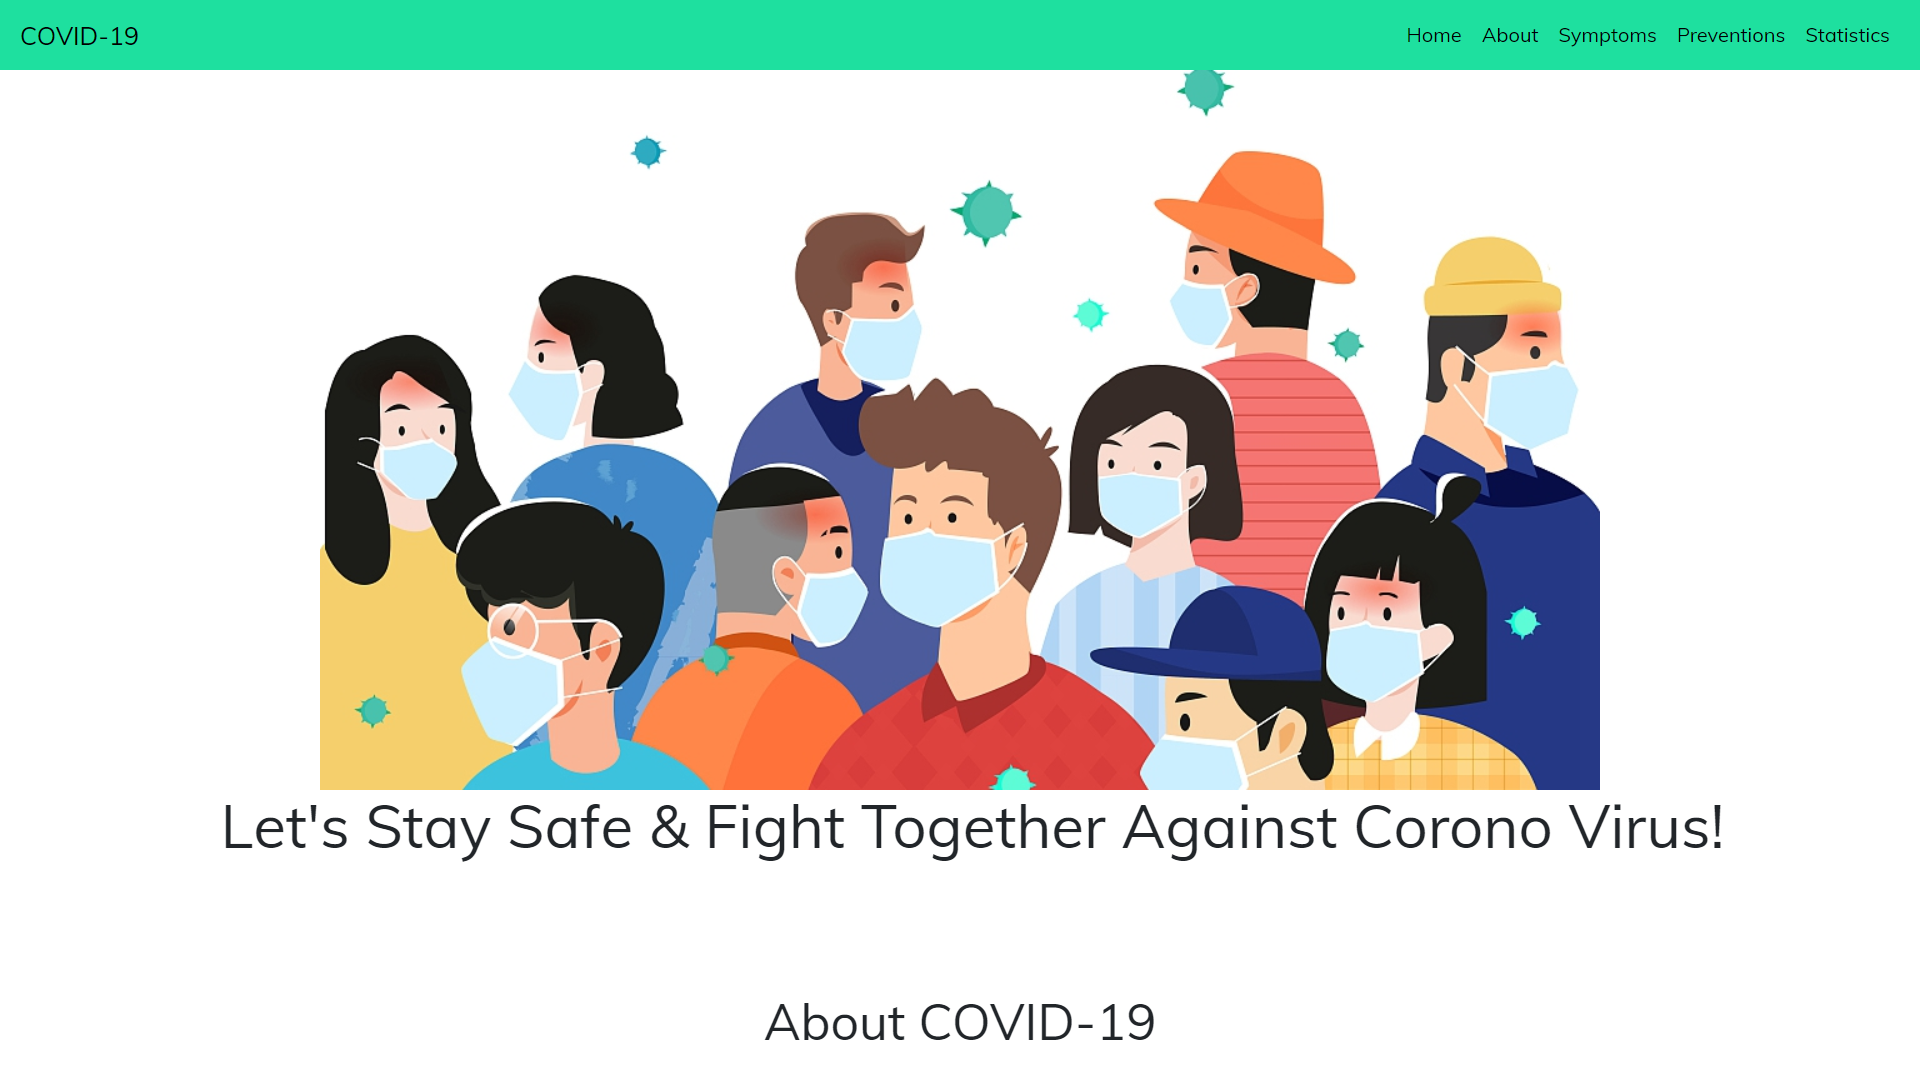 COVID-19
Home About Symptoms Preventions Statistics
Let's Stay Safe & Fight Together Against Corono Virus!
About COVID-19